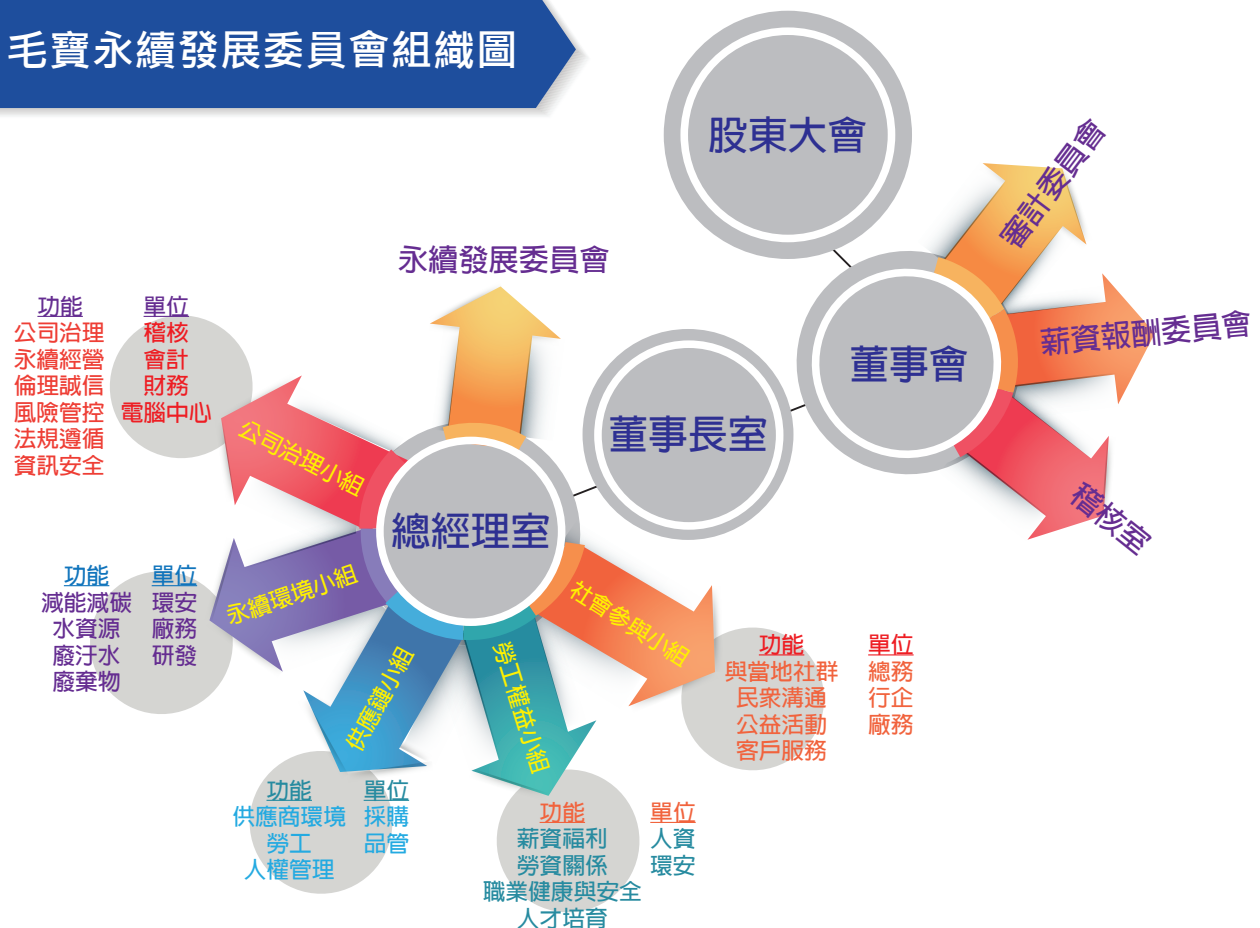 毛寶永續發展委員會組織圖
股東大會
審計委員會
董事會
薪資報酬委員會
稽核室
董事長室
永續發展委員會
總經理室
公司治理小組
功能 單位
公司治理 稽核
永續經營 會計
倫理誠信 財務
風險管控 電腦中心
法規遵循
資訊安全
永續環境小組
功能 單位
減能減碳 環安
水資源 廠務
廢汙水 研發
廢棄物
供應鏈小組
功能 單位
供應商環境 採購
勞工 品管
人權管理
勞工權益小組
功能 單位
薪資福利 人資
勞資關係 環安
職業健康與安全
人才培育
社會參與小組
功能 單位
與當地社群 總務
民眾溝通 行企
公益活動 廠務
客戶服務